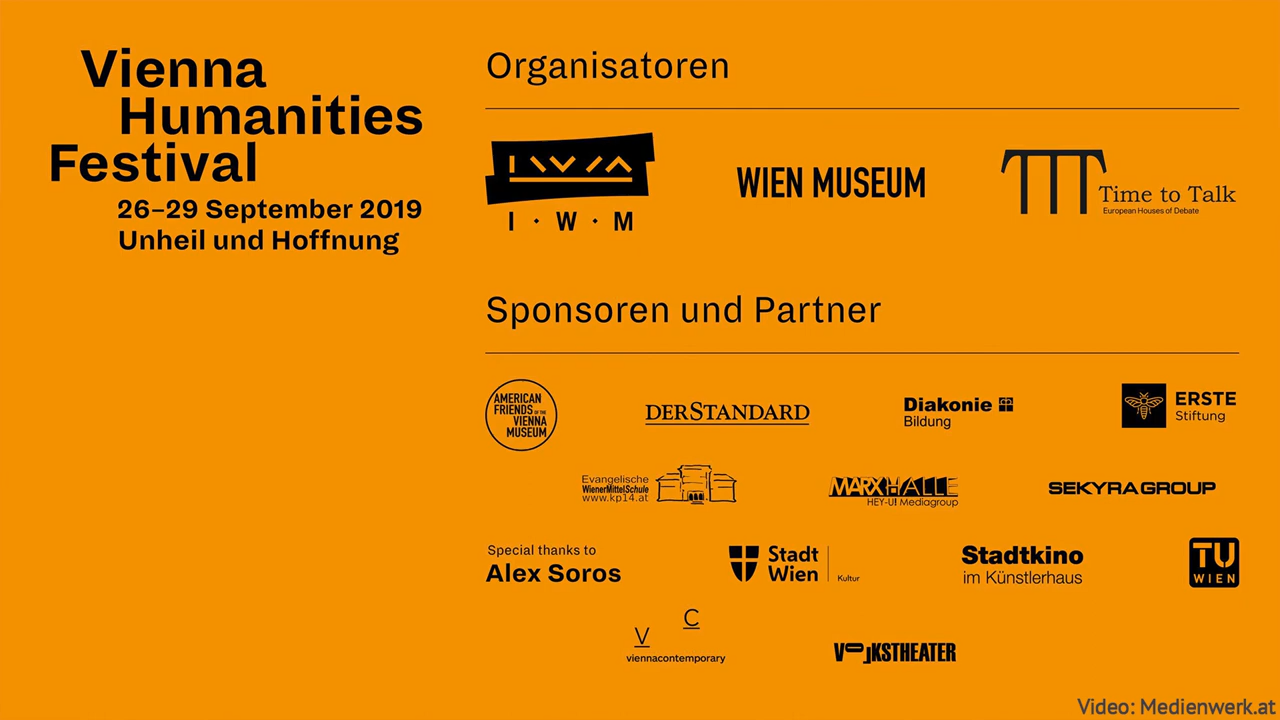 Vienna
Humanities
Festival
26–29 September 2019
Unheil und Hoffnung
Organisatoren
I · W · M
WIEN MUSEUM
TTT
Time to Talk
European Houses of Debate
Sponsoren und Partner
AMERICAN
FRIENDS OF THE
VIENNA
MUSEUM
DERSTANDARD
Diakonie
Bildung
ERSTE
Stiftung
Evangelische
WienerMittelSchule
www.kp14.at
MARXHALLE
HEY-U! Mediagroup
SEKYRA GROUP
Special thanks to
Alex Soros
Stadt
Wien
Kultur
Stadtkino
im Künstlerhaus
TU
WIEN
V C
viennacontemporary
VOLKSTHEATER
Video: Medienwerk.at